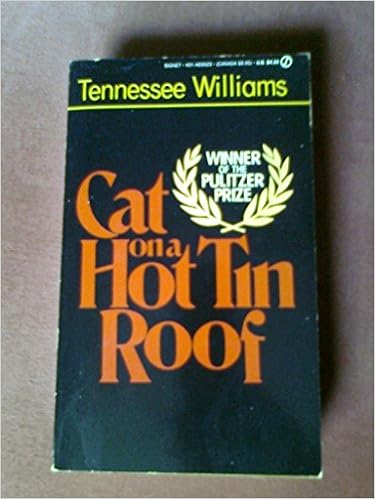 Tennessee Williams
WINNER
OF THE
PULITZER
PRIZE
Cat
on a
Hot Tin
Roof